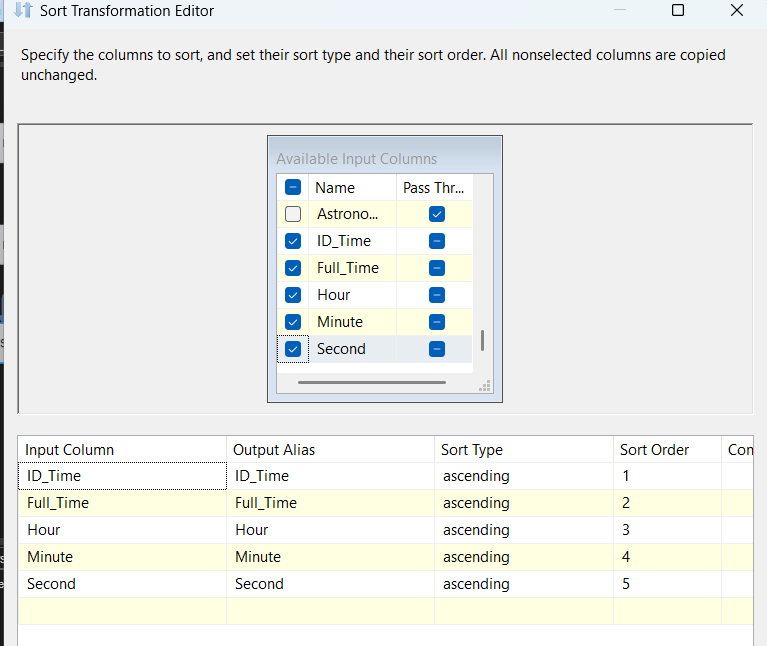 Sort Transformation Editor
Specify the columns to sort, and set their sort type and their sort order. All nonselected columns are copied
unchanged.
Available Input Columns
Name Pass Thr...
Astrono...
ID_Time
Full_Time
Hour
Minute
Second
Input Column Output Alias Sort Type Sort Order Con
ID_Time ID_Time ascending 1
Full_Time Full_Time ascending 2
Hour Hour ascending 3
Minute Minute ascending 4
Second Second ascending 5